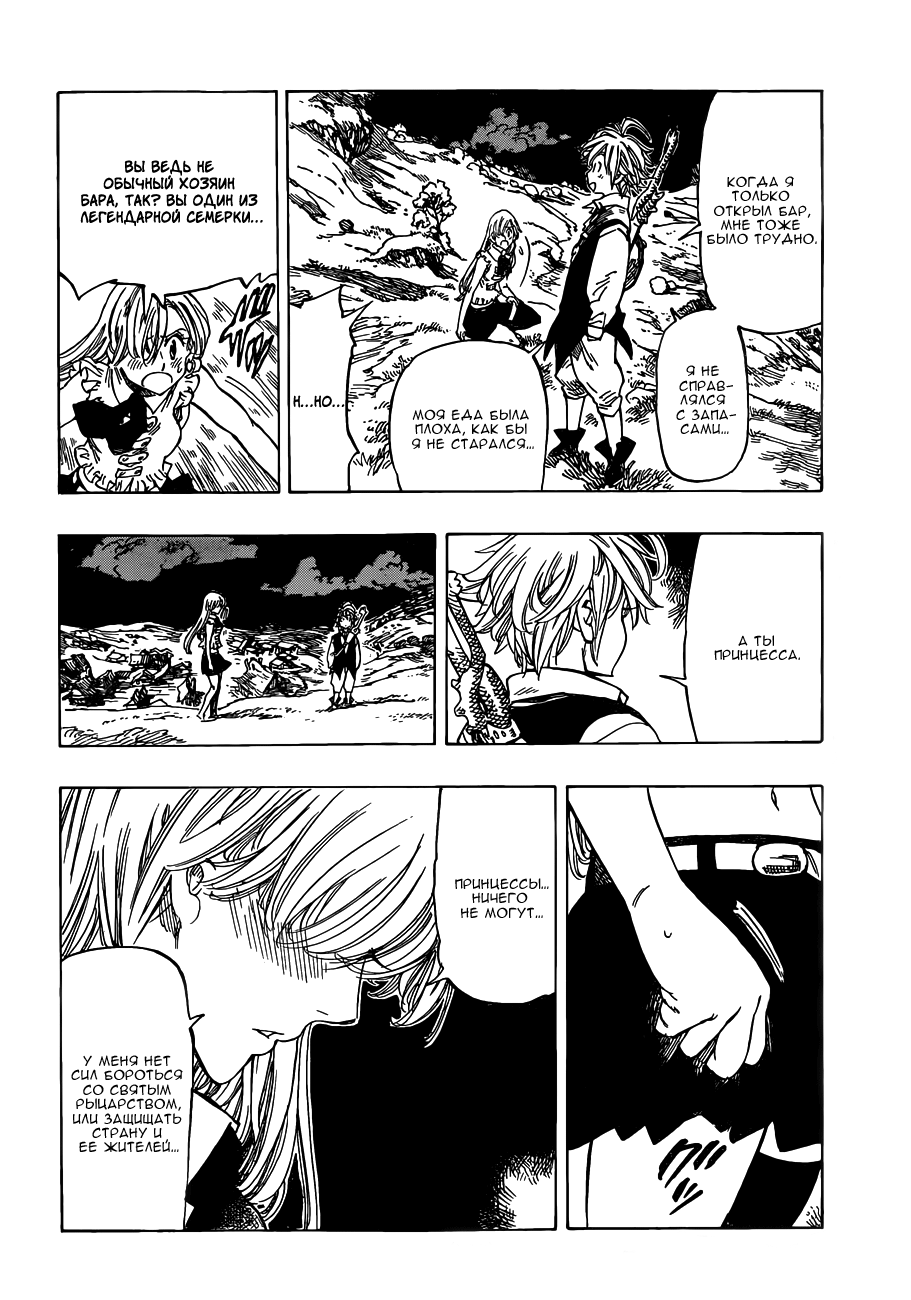 КОГДА Я
ТОЛЬКО
ОТКРЫЛ БАР,
МНЕ ТОЖЕ
БЫЛО ТРУДНО.
Я НЕ
СПРАВ-
ЛЯЛСЯ
С ЗАПА-
САМИ...
МОЯ ЕДА БЫЛА
ПЛОХА, КАК БЫ
Я НЕ СТАРАЛСЯ...
Н...НО...
ВЫ ВЕДЬ НЕ
ОБЫЧНЫЙ ХОЗЯИН
БАРА, ТАК? ВЫ ОДИН ИЗ
ЛЕГЕНДАРНОЙ СЕМЕРКИ...
А ТЫ
ПРИНЦЕССА.
ПРИНЦЕССЫ...
НИЧЕГО
НЕ МОГУТ...
У МЕНЯ НЕТ
СИЛ БОРОТЬСЯ
СО СВЯТЫМ
РЫЦАРСТВОМ,
ИЛИ ЗАЩИЩАТЬ
СТРАНУ И
ЕЕ ЖИТЕЛЕЙ...